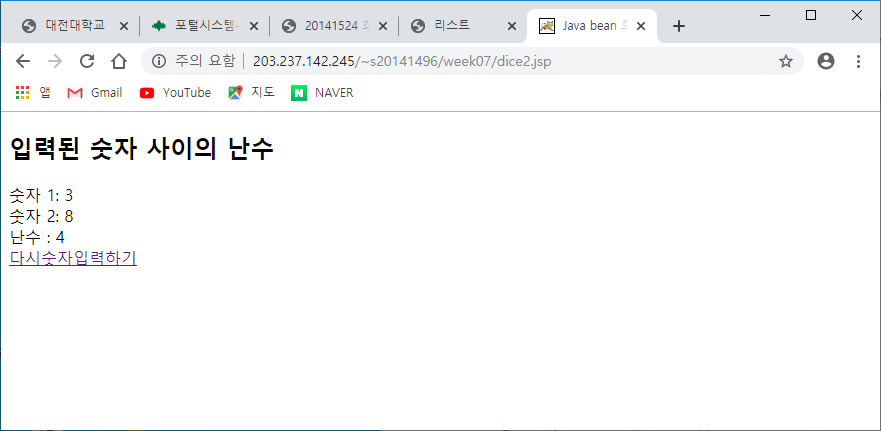 대전대학교
포털시스템-
20141524
리스트
Java bean
주의 요함 | 203.237.142.245/~s20141496/week07/dice2.jsp
앱 Gmail YouTube 지도 NAVER
입력된 숫자 사이의 난수
숫자 1: 3
숫자 2: 8
난수 : 4
다시숫자입력하기